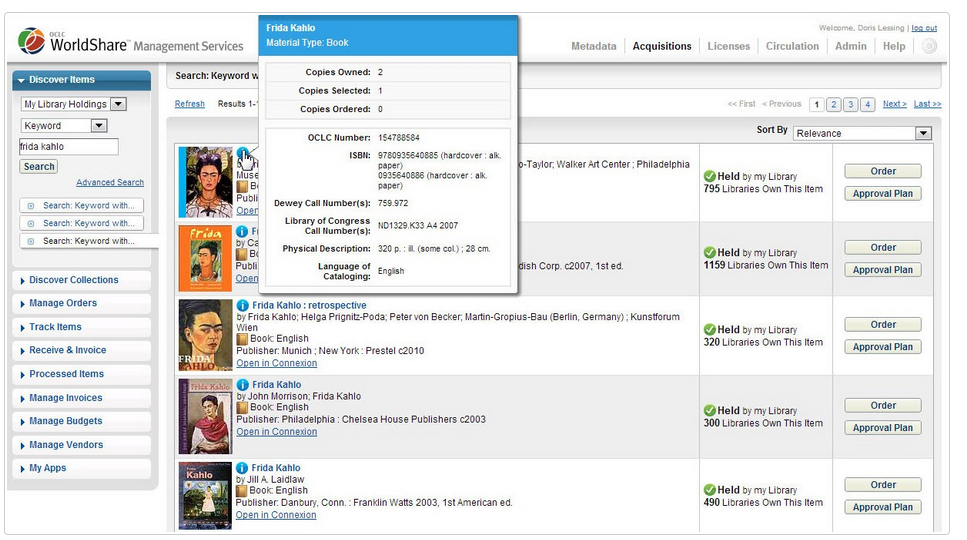 OCLC
WorldShare™ Management Services
Welcome, Doris Lessing | log out
Metadata | Acquisitions | Licenses | Circulation | Admin | Help
Frida Kahlo
Material Type: Book
Copies Owned: 2
Copies Selected: 1
Copies Ordered: 0
OCLC Number: 154788584
ISBN: 9780935640885 (hardcover : alk. paper)
0935640886 (hardcover : alk. paper)
Dewey Call Number(s): 759.972
Library of Congress Call Number(s): ND1329.K33 A4 2007
Physical Description: 320 p. : ill. (some col.) ; 28 cm.
Language of Cataloging: English
Discover Items
My Library Holdings
Keyword
frida kahlo
Search
Advanced Search
Search: Keyword with...
Search: Keyword with...
Search: Keyword with...
Discover Collections
Manage Orders
Track Items
Receive & Invoice
Processed Items
Manage Invoices
Manage Budgets
Manage Vendors
My Apps
Search: Keyword w
Refresh Results 1-
<< First < Previous 1 2 3 4 Next > Last >>
Sort By Relevance
o-Taylor; Walker Art Center ; Philadelphia
Muse
Publi
Open
Held by my Library
795 Libraries Own This Item
Order
Approval Plan
Frida
by Ca
Publi
dish Corp. c2007, 1st ed.
Open
Held by my Library
1159 Libraries Own This Item
Order
Approval Plan
FRIDA KAHLO
Frida Kahlo : retrospective
by Frida Kahlo; Helga Prignitz-Poda; Peter von Becker; Martin-Gropius-Bau (Berlin, Germany) ; Kunstforum
Wien
Book: English
Publisher: Munich ; New York : Prestel c2010
Open in Connexion
Held by my Library
320 Libraries Own This Item
Order
Approval Plan
Frida Kahlo
Frida Kahlo
by John Morrison; Frida Kahlo
Book: English
Publisher: Philadelphia : Chelsea House Publishers c2003
Open in Connexion
Held by my Library
300 Libraries Own This Item
Order
Approval Plan
Kahlo
Frida Kahlo
by Jill A. Laidlaw
Book: English
Publisher: Danbury, Conn. : Franklin Watts 2003, 1st American ed.
Open in Connexion
Held by my Library
490 Libraries Own This Item
Order
Approval Plan